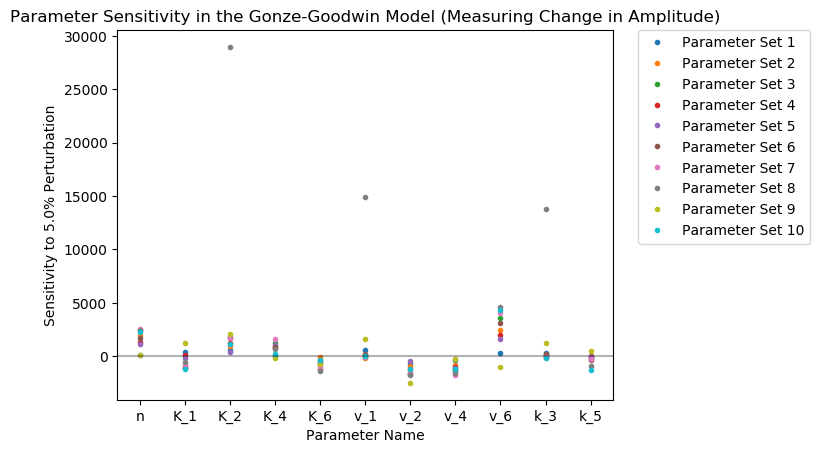 Parameter Sensitivity in the Gonze-Goodwin Model (Measuring Change in Amplitude)
30000
25000
20000
15000
10000
5000
0
Sensitivity to 5.0% Perturbation
n K_1 K_2 K_4 K_6 v_1 v_2 v_4 v_6 k_3 k_5
Parameter Name
Parameter Set 1
Parameter Set 2
Parameter Set 3
Parameter Set 4
Parameter Set 5
Parameter Set 6
Parameter Set 7
Parameter Set 8
Parameter Set 9
Parameter Set 10